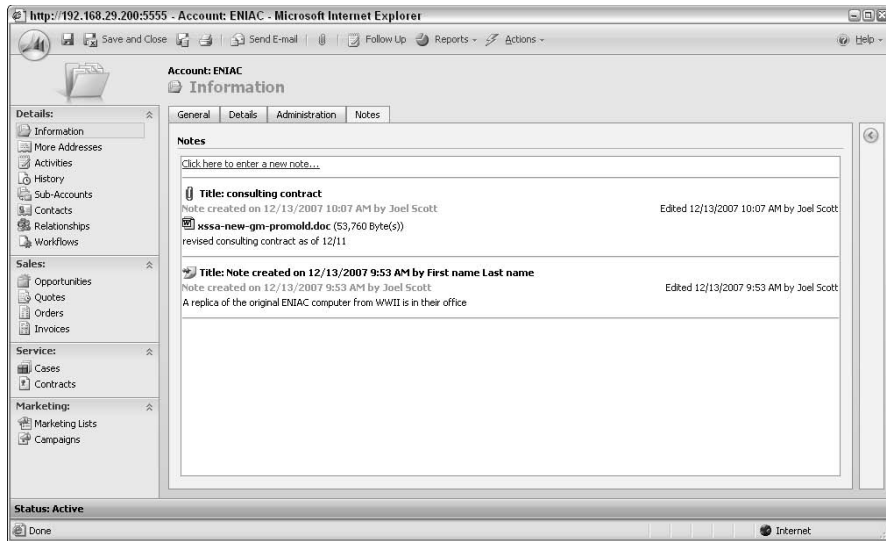 http://192.168.29.200:5555 - Account: ENIAC - Microsoft Internet Explorer
Save and Close Send E-mail Follow Up Reports Actions Help
Account: ENIAC
Information
General Details Administration Notes
Details:
Information
More Addresses
Activities
History
Sub-Accounts
Contacts
Relationships
Workflows
Sales:
Opportunities
Quotes
Orders
Invoices
Service:
Cases
Contracts
Marketing:
Marketing Lists
Campaigns
Notes
Click here to enter a new note...
Title: consulting contract
Note created on 12/13/2007 10:07 AM by Joel Scott Edited 12/13/2007 10:07 AM by Joel Scott
xssa-new-gm-promold.doc (53,760 Byte(s))
revised consulting contract as of 12/11
Title: Note created on 12/13/2007 9:53 AM by First name Last name
Note created on 12/13/2007 9:53 AM by Joel Scott Edited 12/13/2007 9:53 AM by Joel Scott
A replica of the original ENIAC computer from WWII is in their office
Status: Active
Done Internet